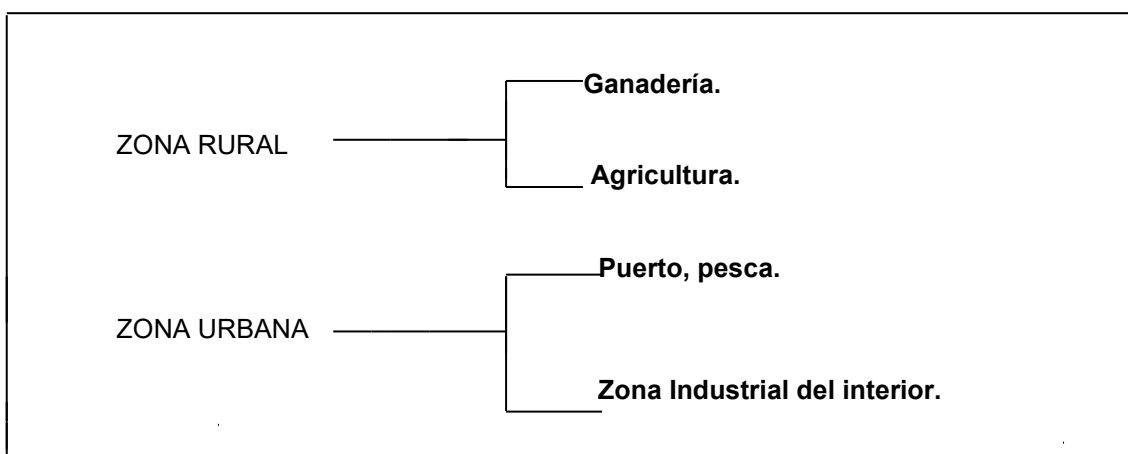 Ganadería.
ZONA RURAL
Agricultura.
Puerto, pesca.
ZONA URBANA
Zona Industrial del interior.